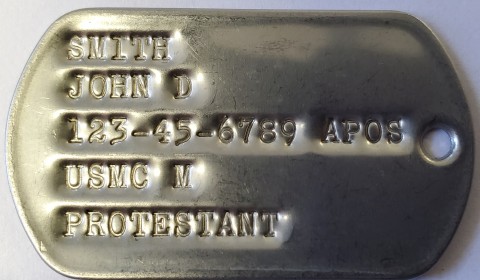 SMITH
JOHN D
123-45-6789 APOS
USMC M
PROTESTANT